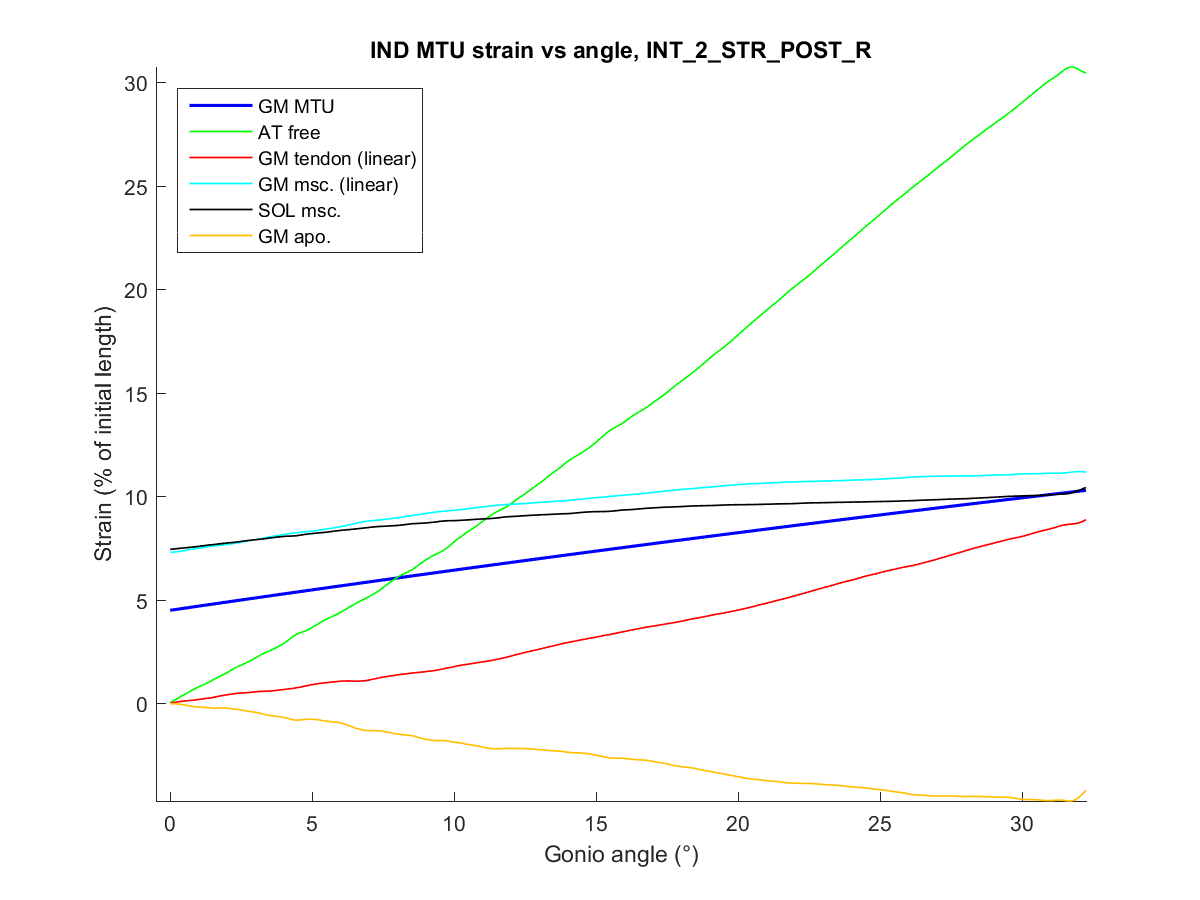 IND MTU strain vs angle, INT_2_STR_POST_R
GM MTU
AT free
GM tendon (linear)
GM msc. (linear)
SOL msc.
GM apo.
Strain (% of initial length)
30
25
20
15
10
5
0
0 5 10 15 20 25 30
Gonio angle (°)